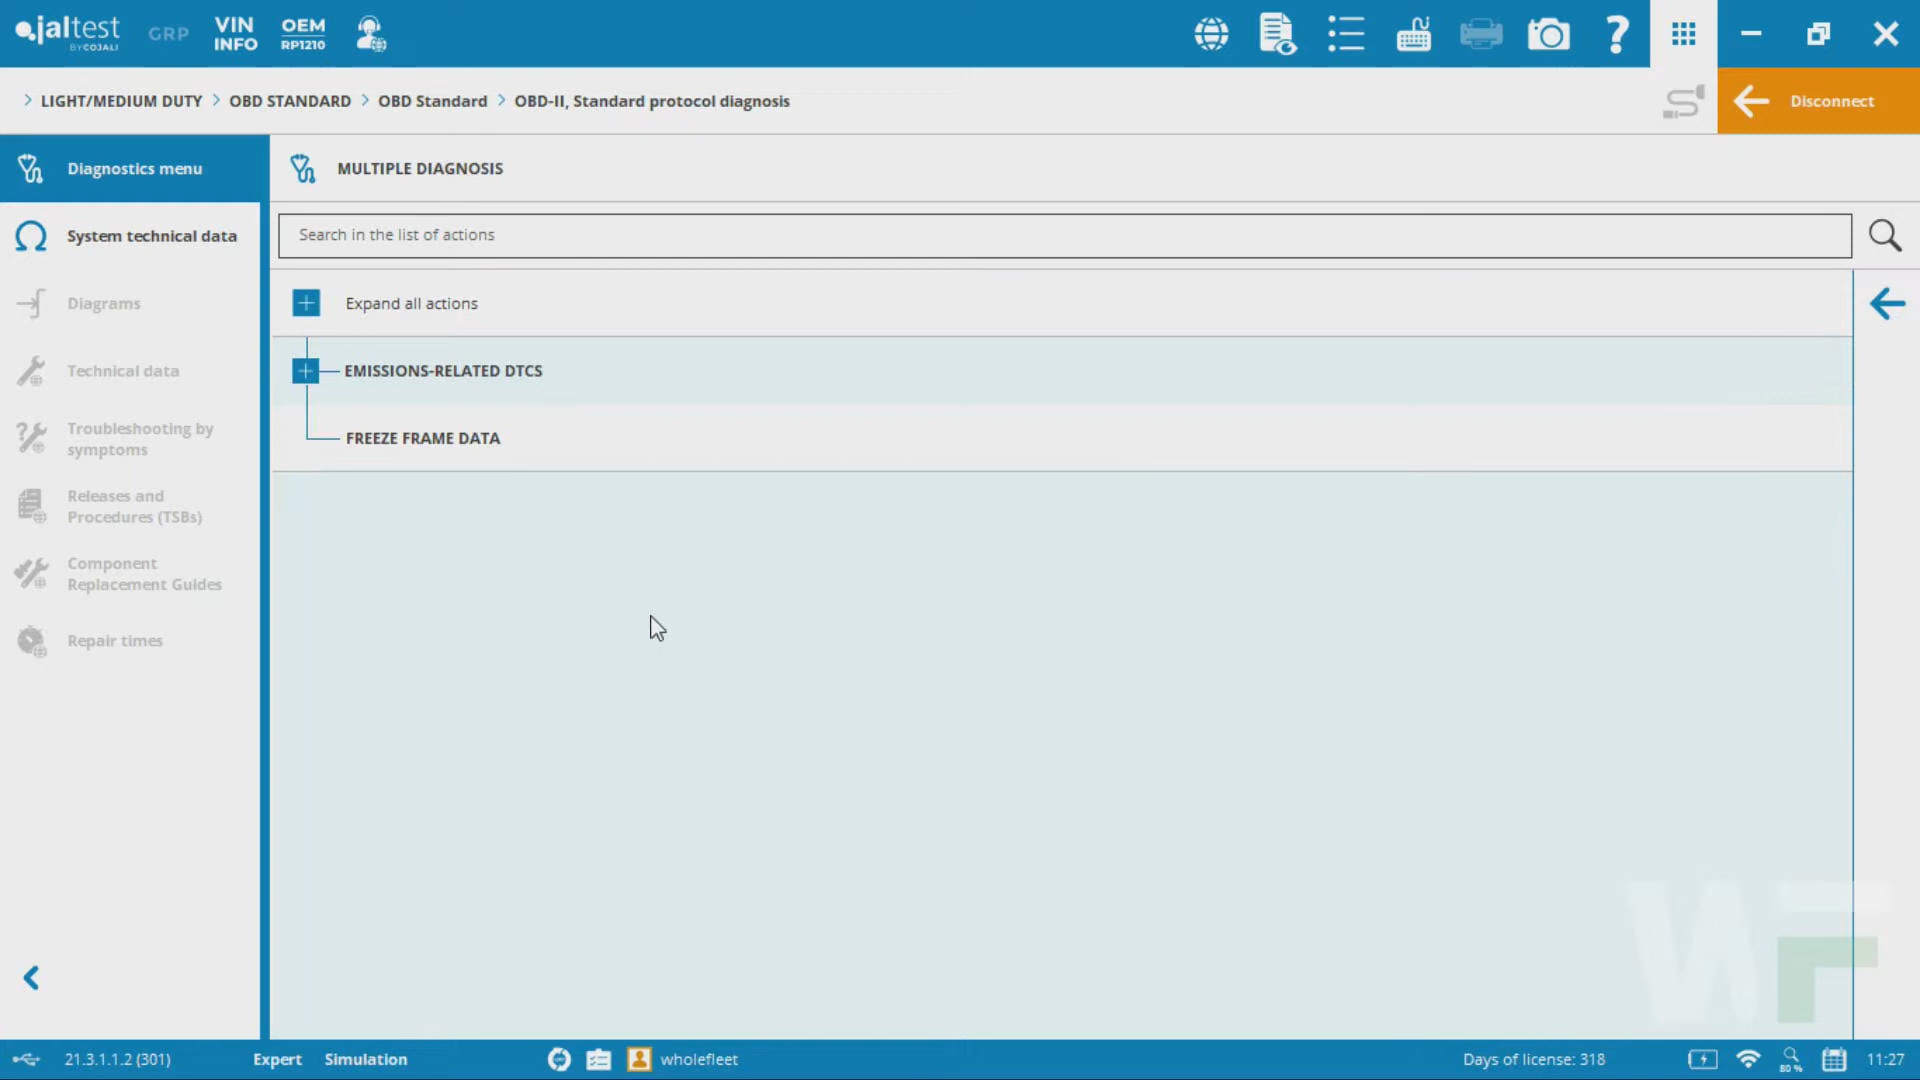 jaltest
BY COJALI
GRP
VIN
INFO
OEM
RP1210
LIGHT/MEDIUM DUTY
OBD STANDARD
OBD Standard
OBD-II, Standard protocol diagnosis
Disconnect
Diagnostics menu
MULTIPLE DIAGNOSIS
System technical data
Search in the list of actions
Diagrams
Expand all actions
Technical data
EMISSIONS-RELATED DTCS
Troubleshooting by
symptoms
FREEZE FRAME DATA
Releases and
Procedures (TSBs)
Component
Replacement Guides
Repair times
WF
21.3.1.1.2 (301)
Expert
Simulation
wholefleet
Days of license: 318
80 %
11:27